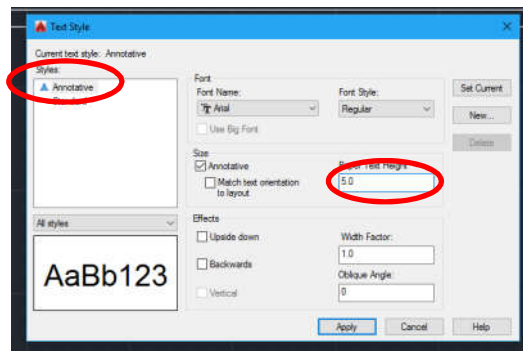 Text Style
Current text style: Annotative
Styles:
Annotative
Standard
Font
Font Name:
Font Style:
Arial
Regular
Use Big Font
Set Current
New...
Delete
Size
Annotative
Match text orientation
to layout
Paper Text Height
5.0
All styles
AaBb123
Effects
Upside down
Backwards
Vertical
Width Factor:
1.0
Oblique Angle:
0
Apply
Cancel
Help